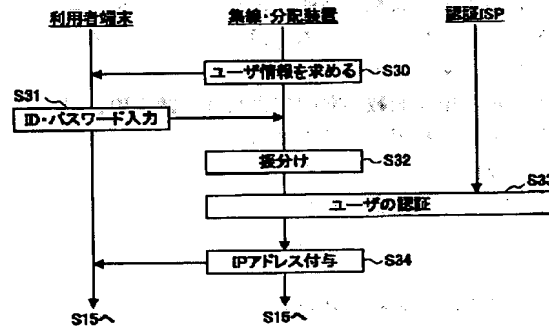 利用者端末
集線・分配装置
認証ISP
ユーザ情報を求める
S30
S31
ID・パスワード入力
振分け
S32
S33
ユーザの認証
IPアドレス付与
S34
S15へ
S15へ